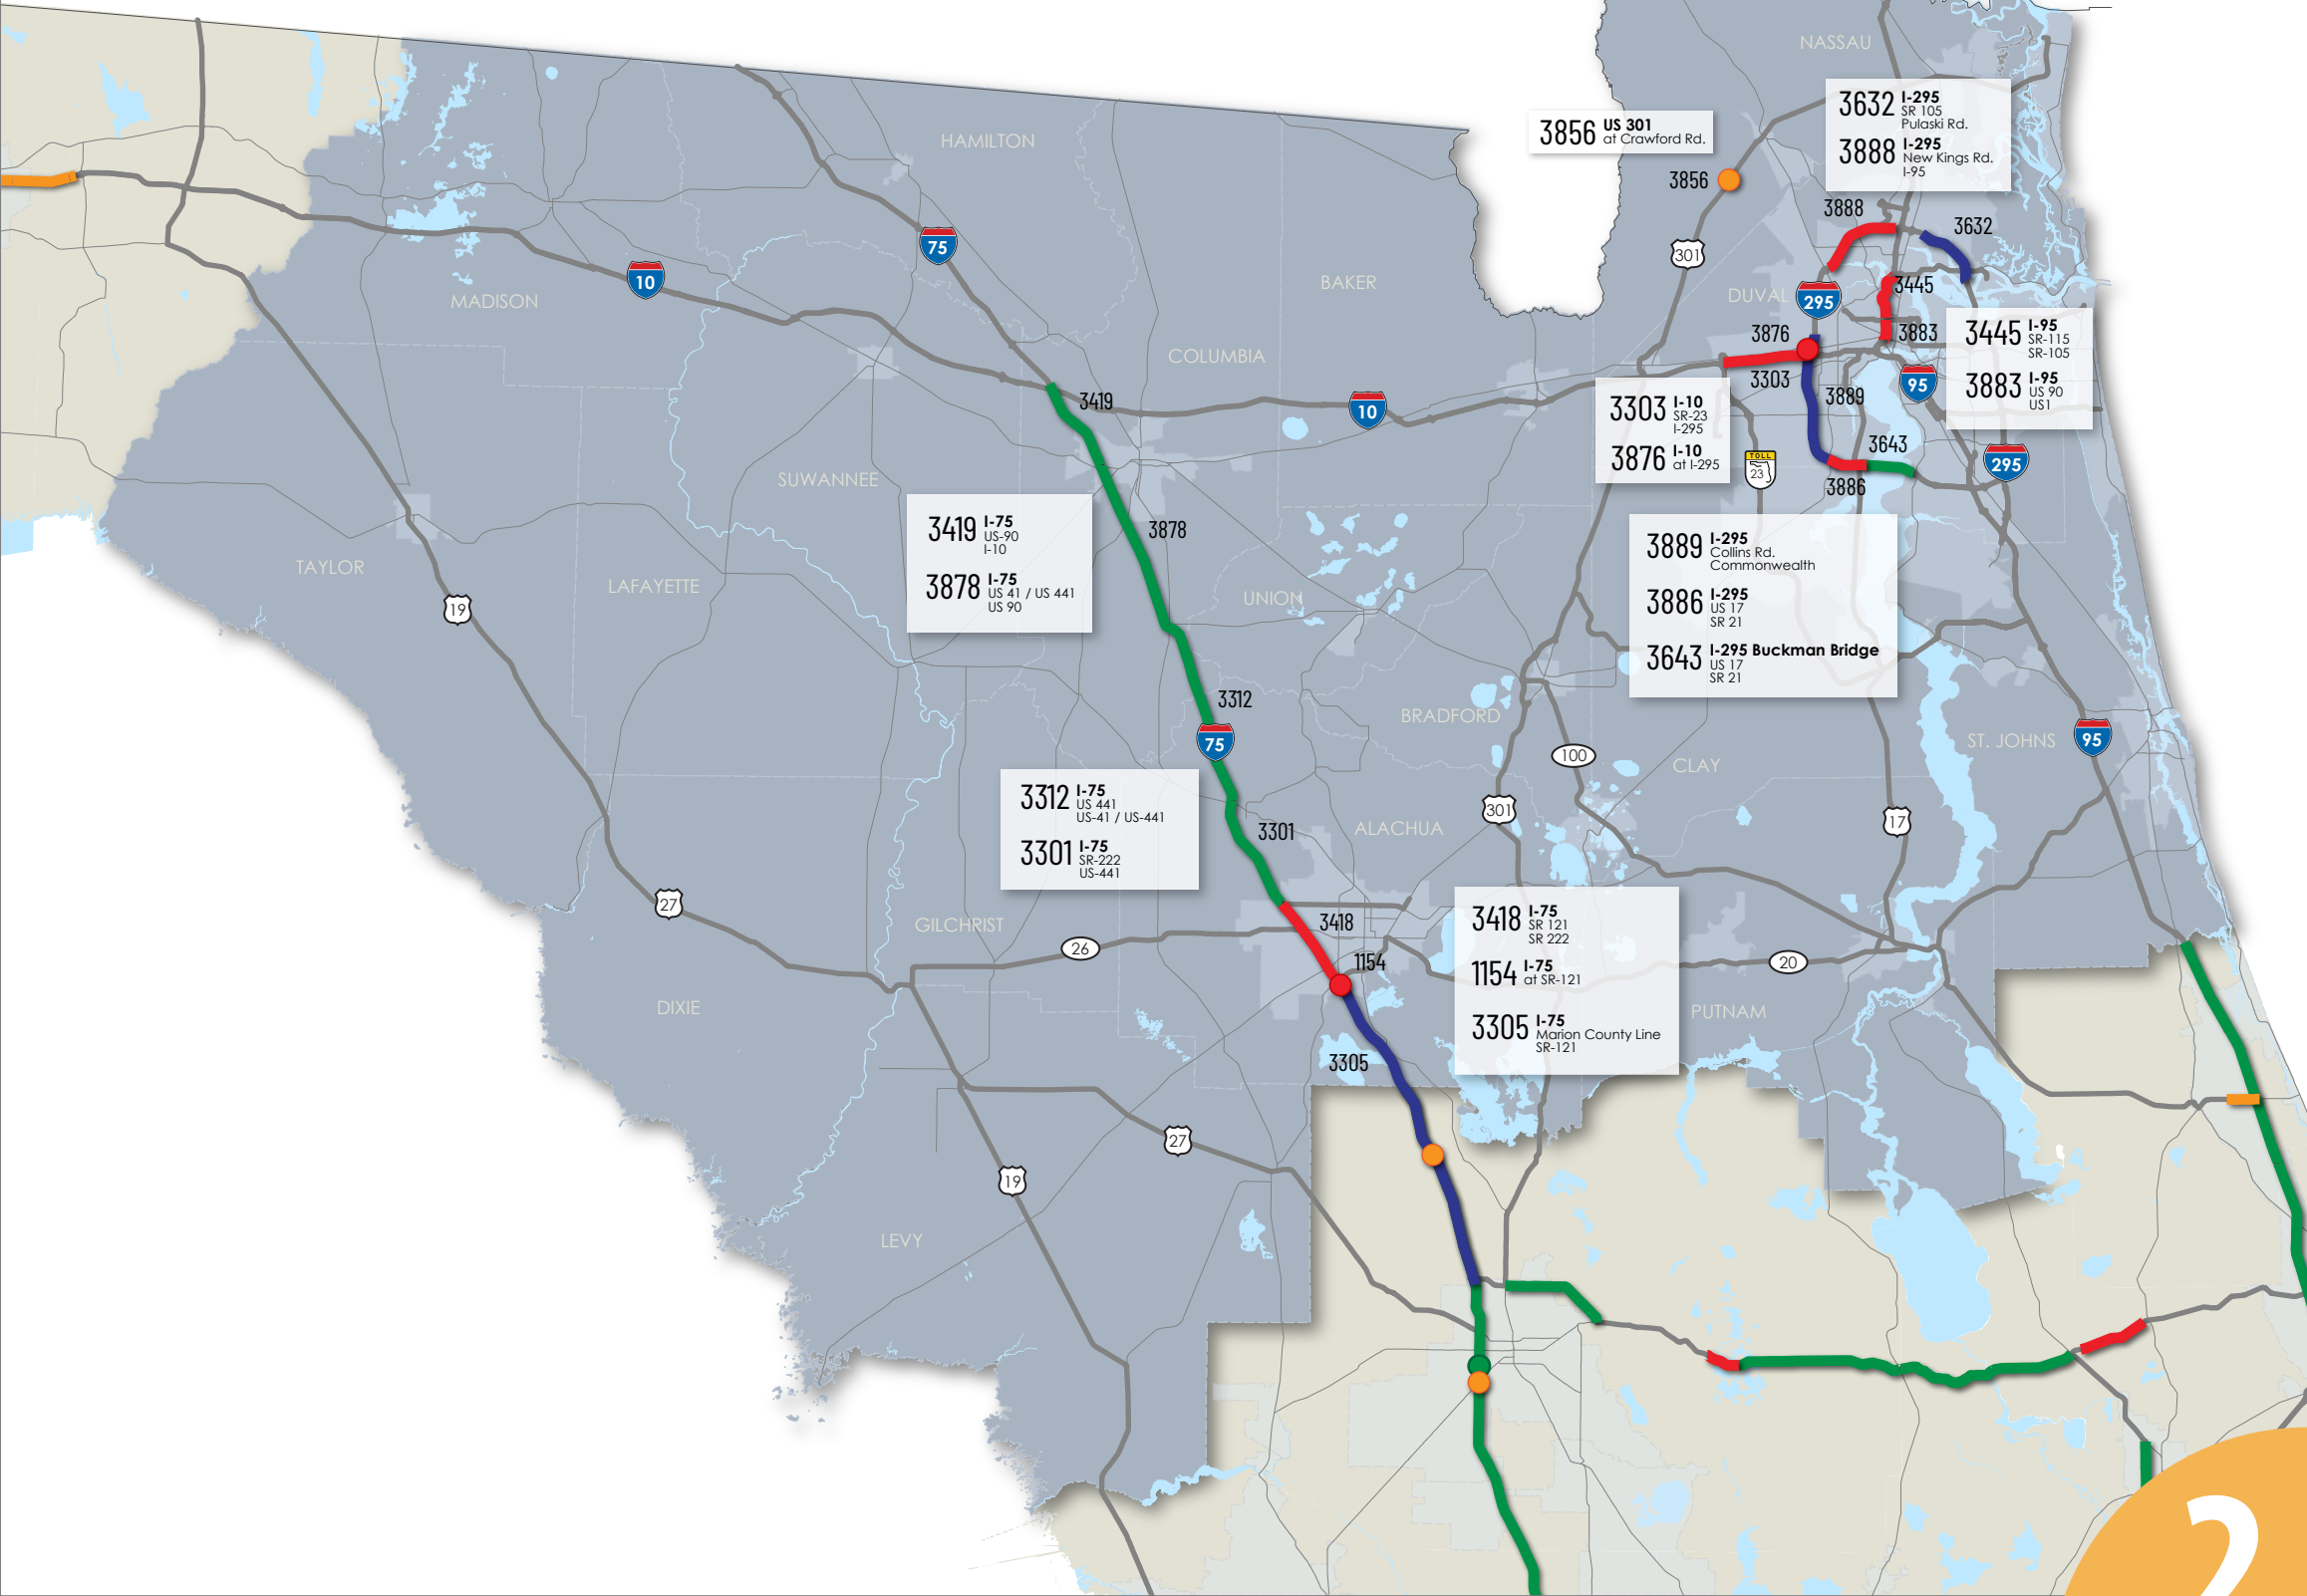 NASSAU
3632 I-295
SR 105
Pulaski Rd.
3888 I-295
New Kings Rd.
I-95
3856 US 301
at Crawford Rd.
HAMILTON
3856
3888
3632
75
301
10
MADISON
BAKER
DUVAL
295
3445
3876
3883
3445 I-95
SR-115
SR-105
3883 I-95
US 90
US1
COLUMBIA
3303
95
3889
3419
10
3303 I-10
SR-23
I-295
3876 I-10
at I-295
TOLL
23
3643
295
3886
SUWANNEE
3419 I-75
US-90
I-10
3878 I-75
US 41 / US 441
US 90
3878
3889 I-295
Collins Rd.
Commonwealth
3886 I-295
US 17
SR 21
3643 I-295 Buckman Bridge
US 17
SR 21
TAYLOR
LAFAYETTE
UNION
19
3312
BRADFORD
75
100
CLAY
ST. JOHNS
95
3312 I-75
US 441
US-41 / US-441
3301 I-75
SR-222
US-441
3301
ALACHUA
301
17
27
GILCHRIST
26
3418
1154
3418 I-75
SR 121
SR 222
1154 I-75
at SR-121
3305 I-75
Marion County Line
SR-121
20
DIXIE
PUTNAM
3305
27
19
LEVY
2